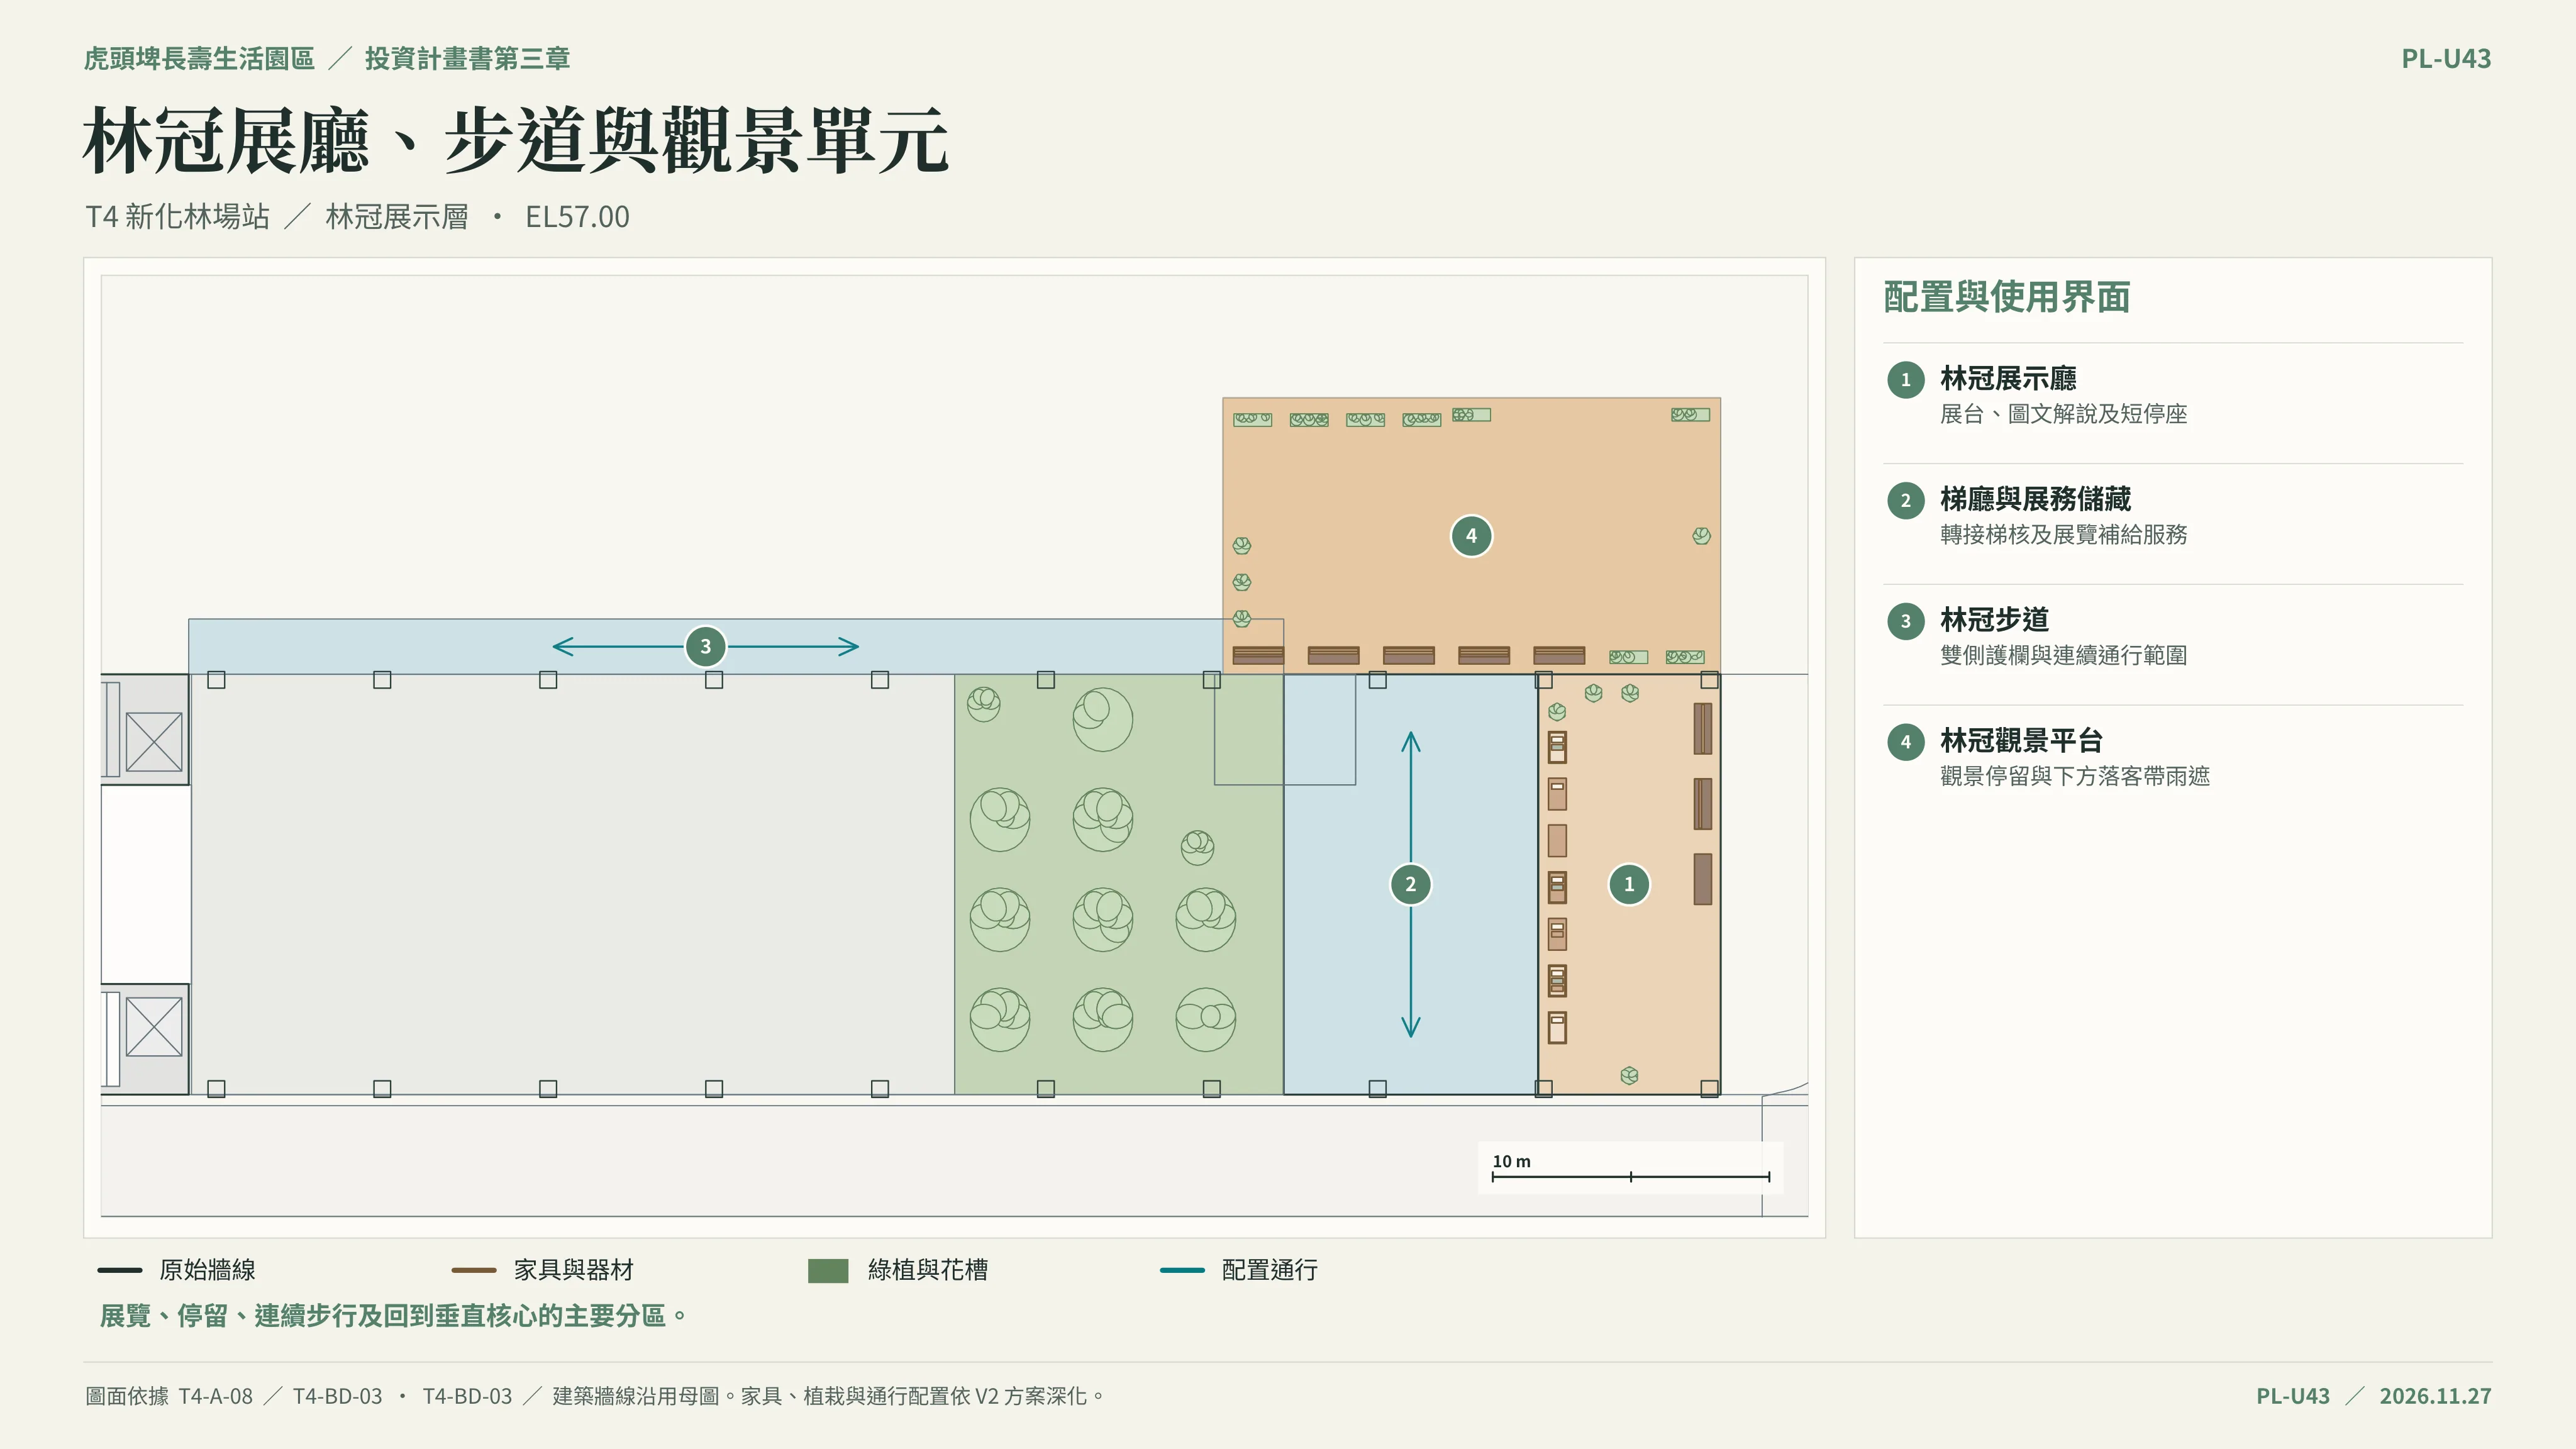 虎頭埤長壽生活園區 ／ 投資計畫書第三章
PL-U43
林冠展廳、步道與觀景單元
T4 新化林場站 ／ 林冠展示層 ・ EL57.00
4
3
2
1
10 m
配置與使用界面
1 林冠展示廳
展台、圖文解說及短停座
2 梯廳與展務儲藏
轉接梯核及展覽補給服務
3 林冠步道
雙側護欄與連續通行範圍
4 林冠觀景平台
觀景停留與下方落客帶雨遮
原始牆線
家具與器材
綠植與花槽
配置通行
展覽、停留、連續步行及回到垂直核心的主要分區。
圖面依據 T4-A-08 ／ T4-BD-03 ・ T4-BD-03 ／ 建築牆線沿用母圖。家具、植栽與通行配置依 V2 方案深化。
PL-U43 ／ 2026.11.27